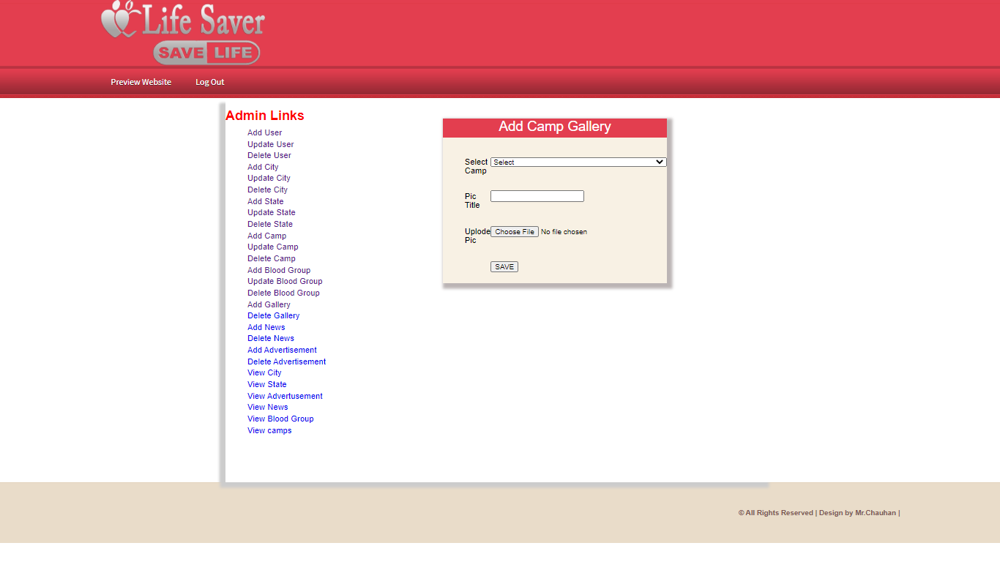 Life Saver
SAVE LIFE
Preview Website Log Out
Admin Links
Add User
Update User
Delete User
Add City
Update City
Delete City
Add State
Update State
Delete State
Add Camp
Update Camp
Delete Camp
Add Blood Group
Update Blood Group
Delete Blood Group
Add Gallery
Delete Gallery
Add News
Delete News
Add Advertisement
Delete Advertisement
View City
View State
View Advertusement
View News
View Blood Group
View camps
Add Camp Gallery
Select Select
Camp
Pic
Title
Uplode Choose File No file chosen
Pic
SAVE
© All Rights Reserved | Design by Mr.Chauhan |